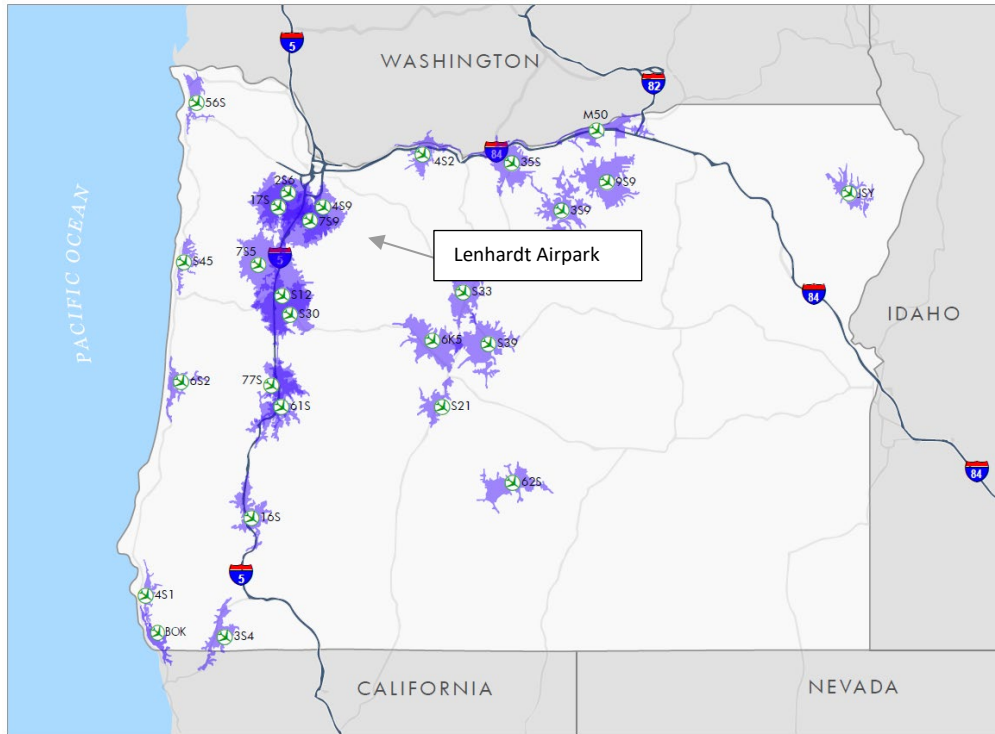 5
WASHINGTON
82
M50
56S
84
4S2
35S
2S6
9S9
JSY
17S
4S9
3S9
7S9
Lenhardt Airpark
7S5
5
S45
S12
S33
84
S30
IDAHO
PACIFIC OCEAN
6K5
S39
6S2
77S
61S
S21
84
62S
16S
5
4S1
BOK
3S4
CALIFORNIA
NEVADA